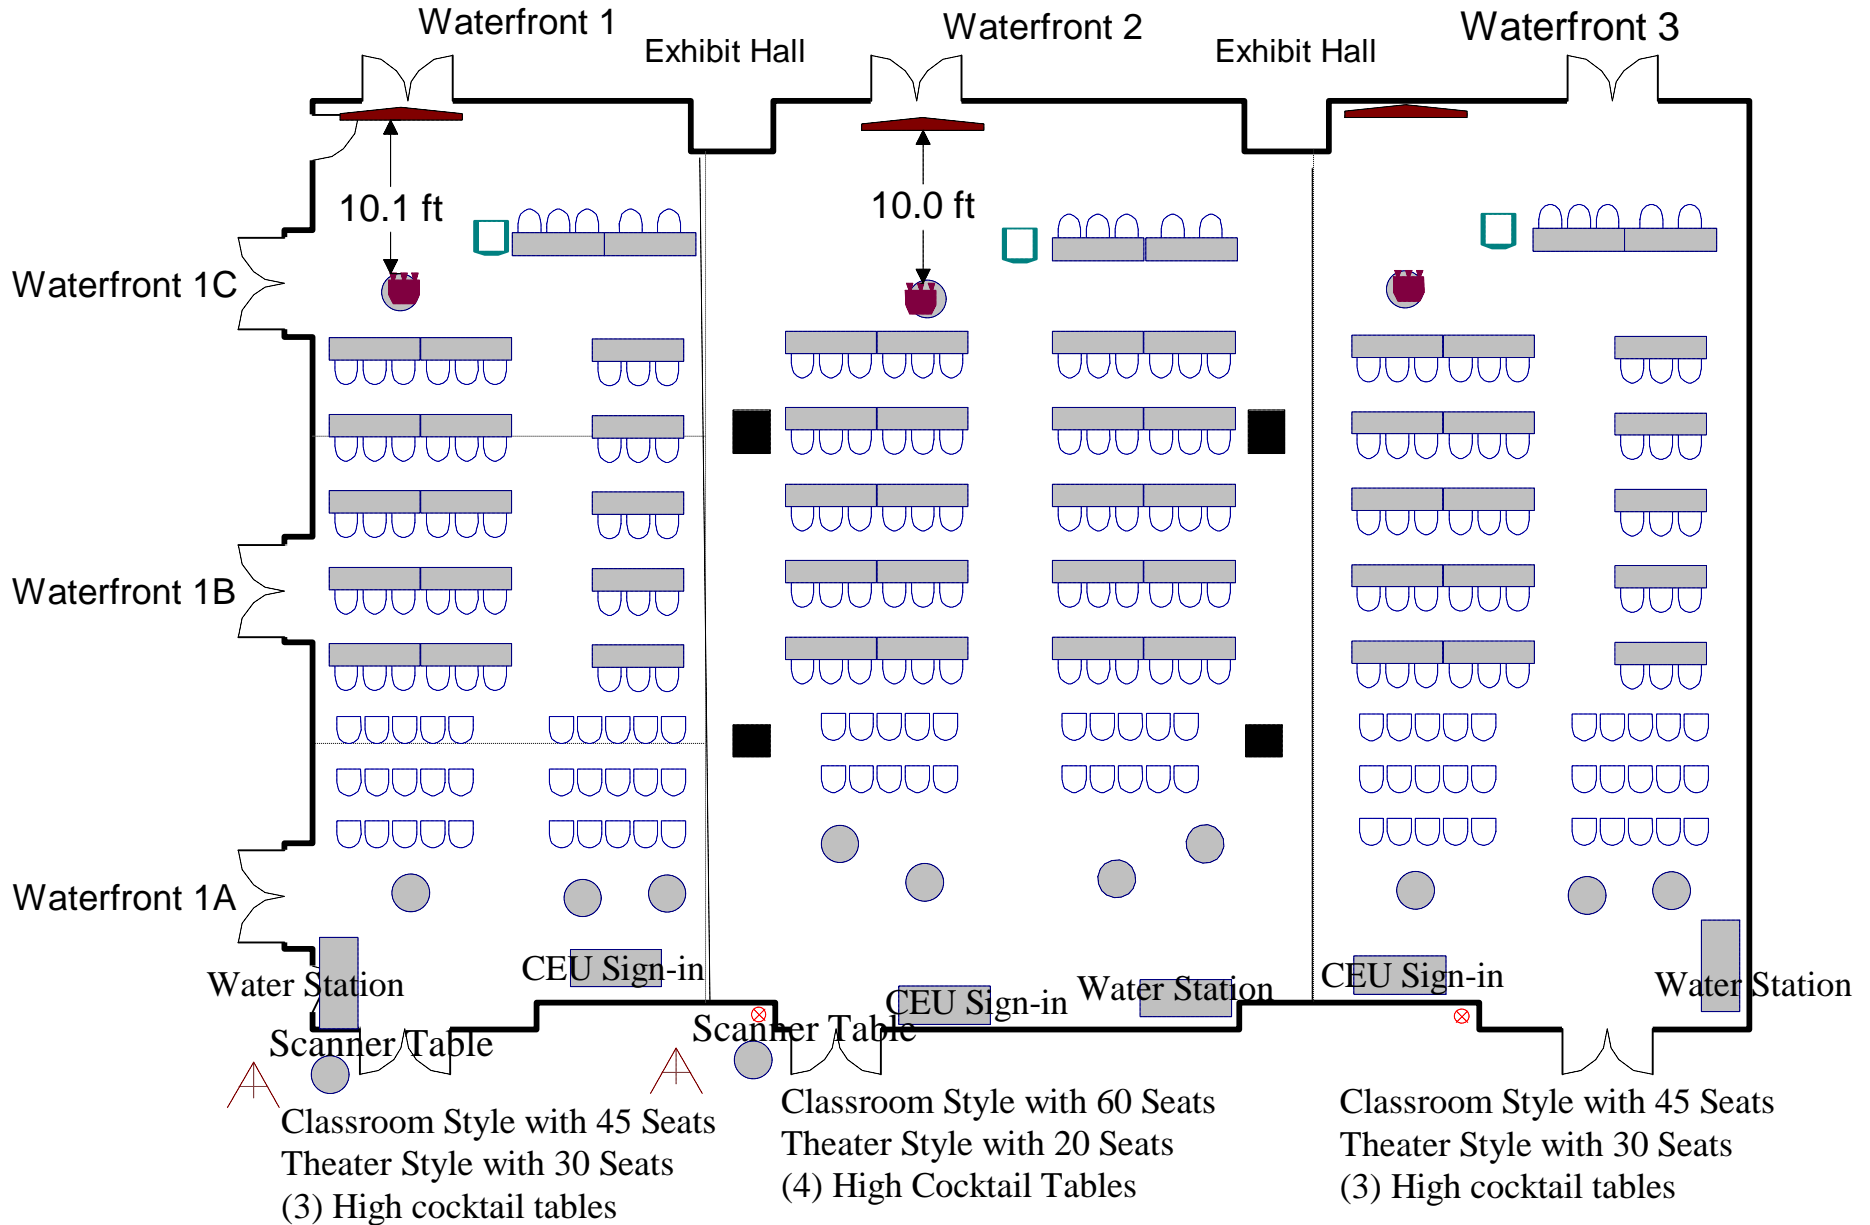 Waterfront 1
Waterfront 2
Waterfront 3
Exhibit Hall
Exhibit Hall
10.1 ft
10.0 ft
Waterfront 1C
Waterfront 1B
Waterfront 1A
Water Station
CEU Sign-in
CEU Sign-in
Water Station
CEU Sign-in
Water Station
Scanner Table
Scanner Table
Classroom Style with 45 Seats
Theater Style with 30 Seats
(3) High cocktail tables
Classroom Style with 60 Seats
Theater Style with 20 Seats
(4) High Cocktail Tables
Classroom Style with 45 Seats
Theater Style with 30 Seats
(3) High cocktail tables